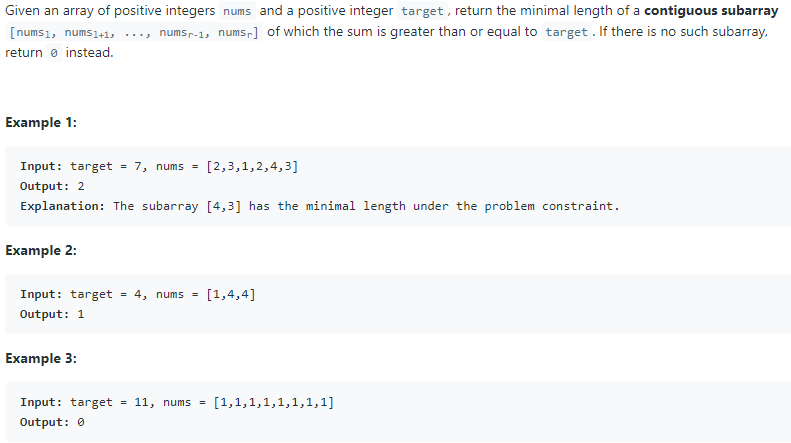 Given an array of positive integers nums and a positive integer target, return the minimal length of a contiguous subarray
[numsl, numsl+1, ..., numsr-1, numsr] of which the sum is greater than or equal to target. If there is no such subarray,
return 0 instead.
Example 1:
Input: target = 7, nums = [2,3,1,2,4,3]
Output: 2
Explanation: The subarray [4,3] has the minimal length under the problem constraint.
Example 2:
Input: target = 4, nums = [1,4,4]
Output: 1
Example 3:
Input: target = 11, nums = [1,1,1,1,1,1,1,1]
Output: 0